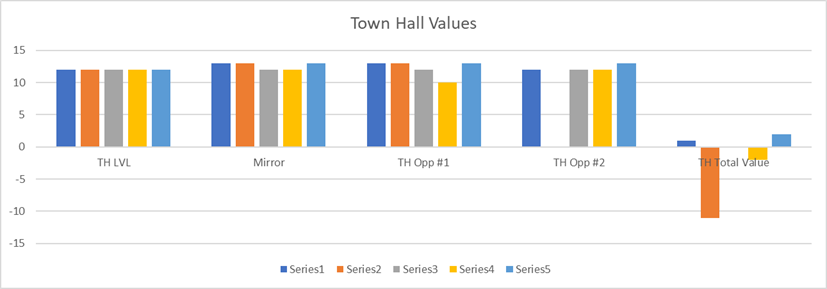 Town Hall Values
15
10
5
0
-5
-10
-15
TH LVL Mirror TH Opp #1 TH Opp #2 TH Total Value
Series1 Series2 Series3 Series4 Series5